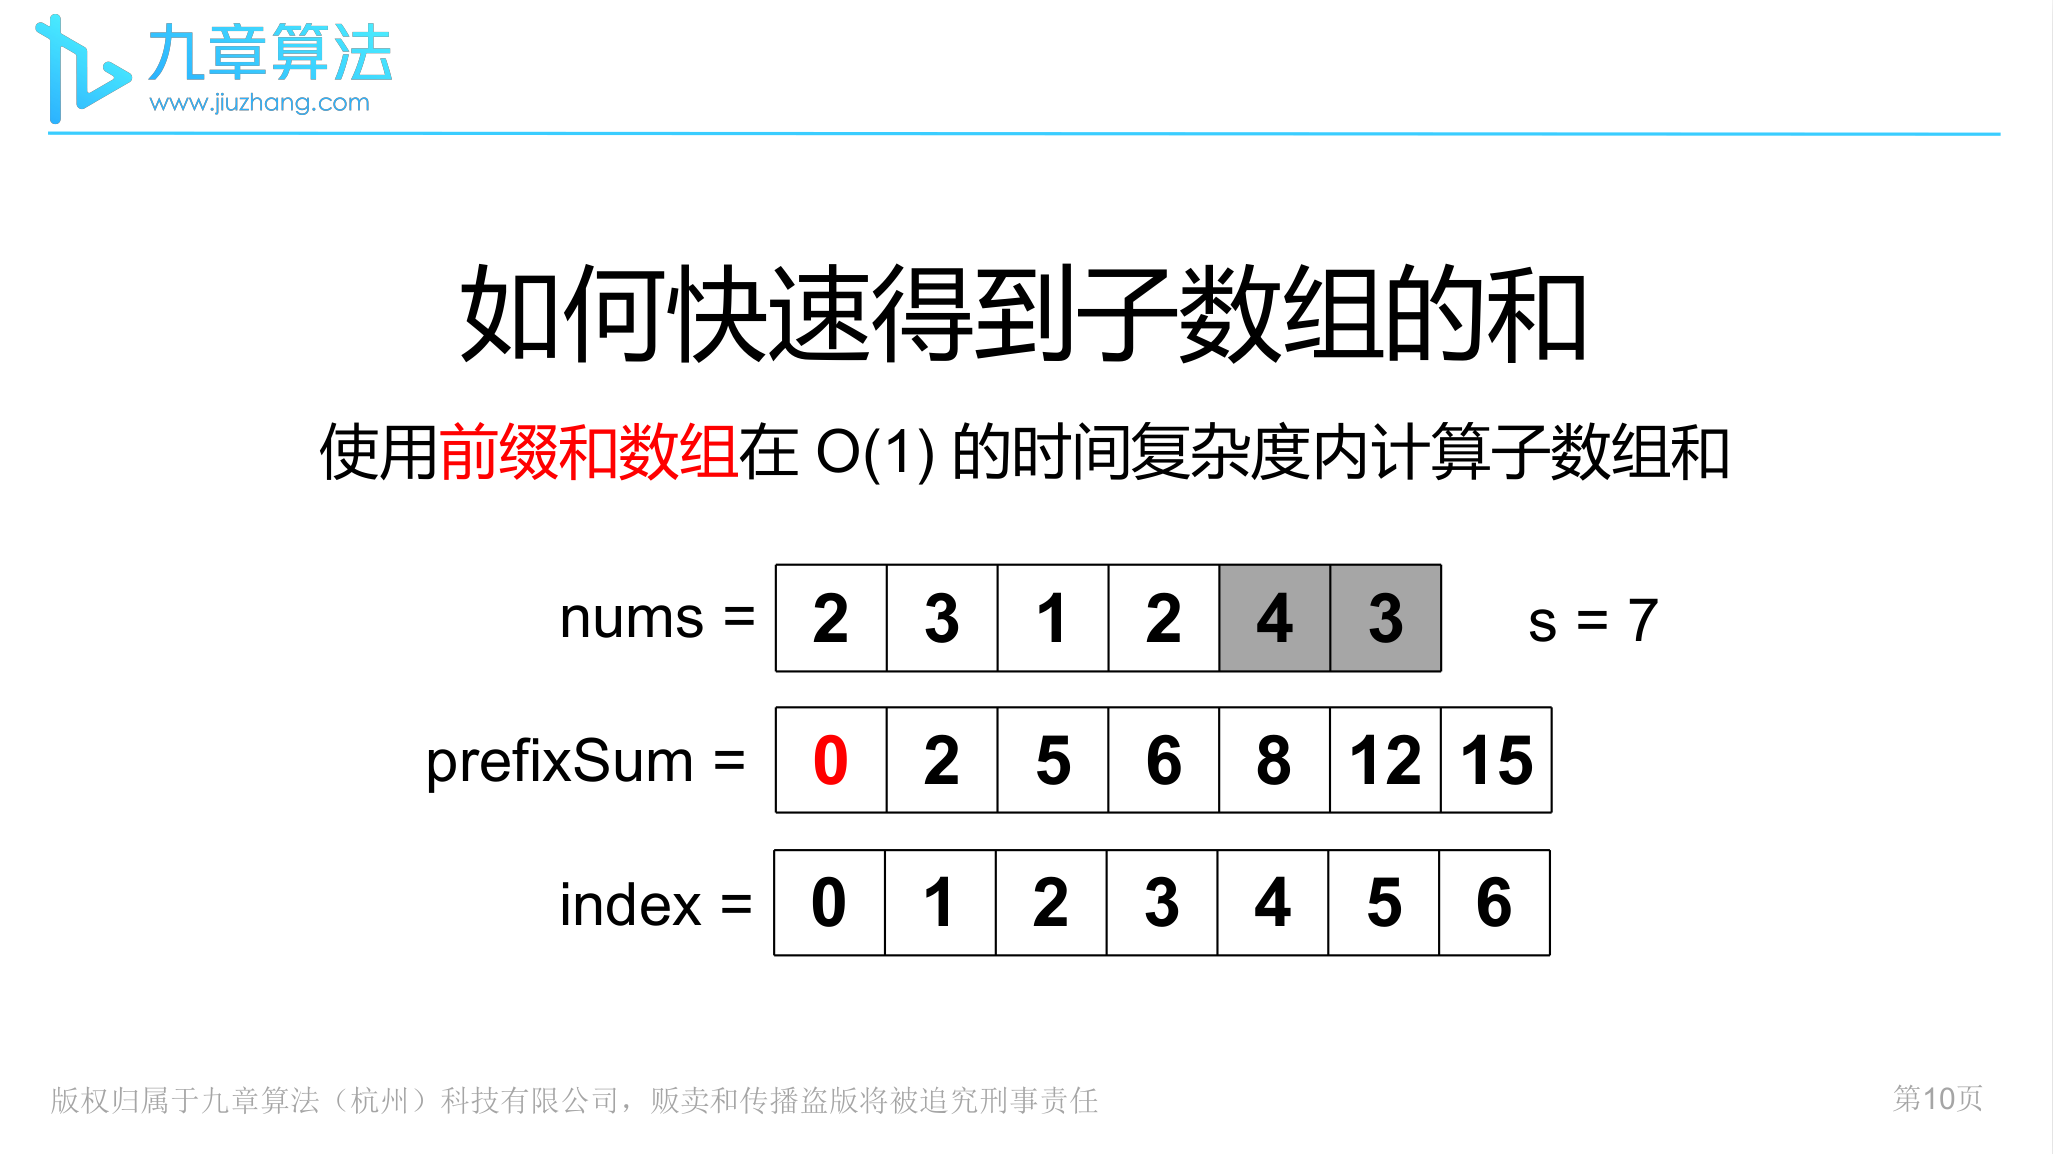 九章算法
www.jiuzhang.com
如何快速得到子数组的和
使用前缀和数组在 O(1) 的时间复杂度内计算子数组和
nums = 2 3 1 2 4 3 s = 7
prefixSum = 0 2 5 6 8 12 15
index = 0 1 2 3 4 5 6
版权归属于九章算法（杭州）科技有限公司，贩卖和传播盗版将被追究刑事责任
第10页